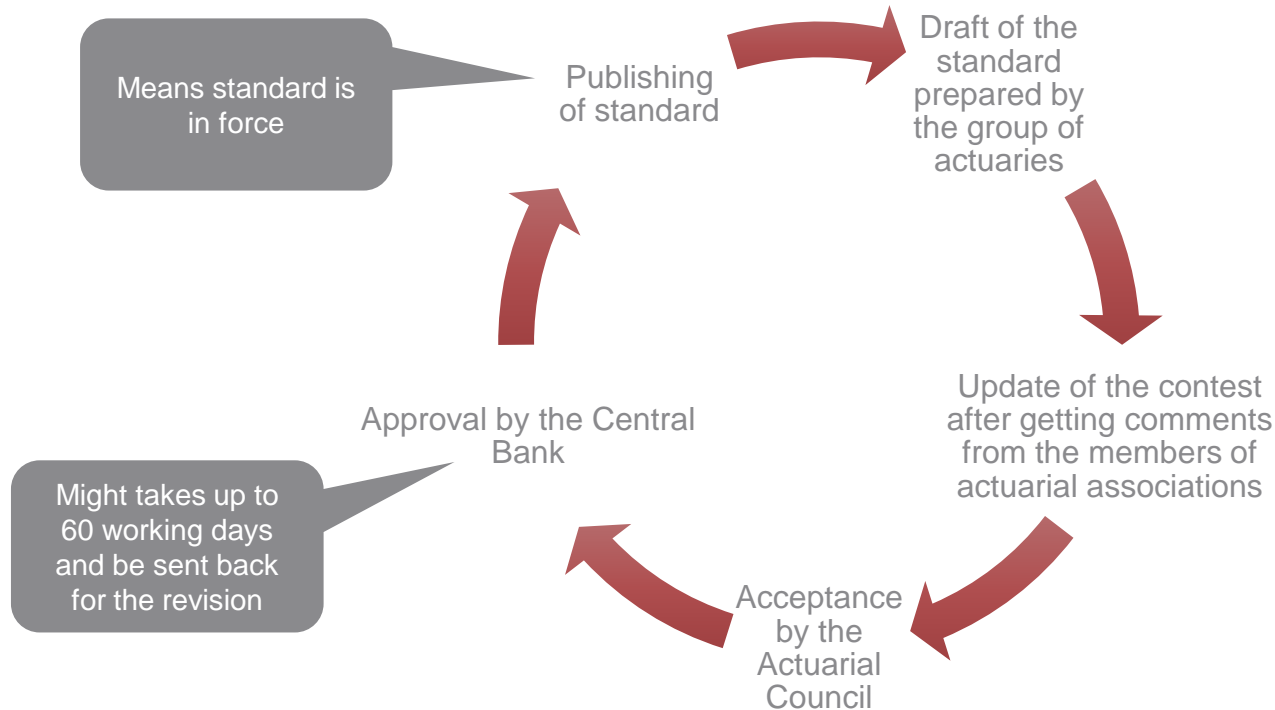 Means standard is
in force
Publishing
of standard
Draft of the
standard
prepared by
the group of
actuaries
Update of the contest
after getting comments
from the members of
actuarial associations
Acceptance
by the
Actuarial
Council
Approval by the Central
Bank
Might takes up to
60 working days
and be sent back
for the revision